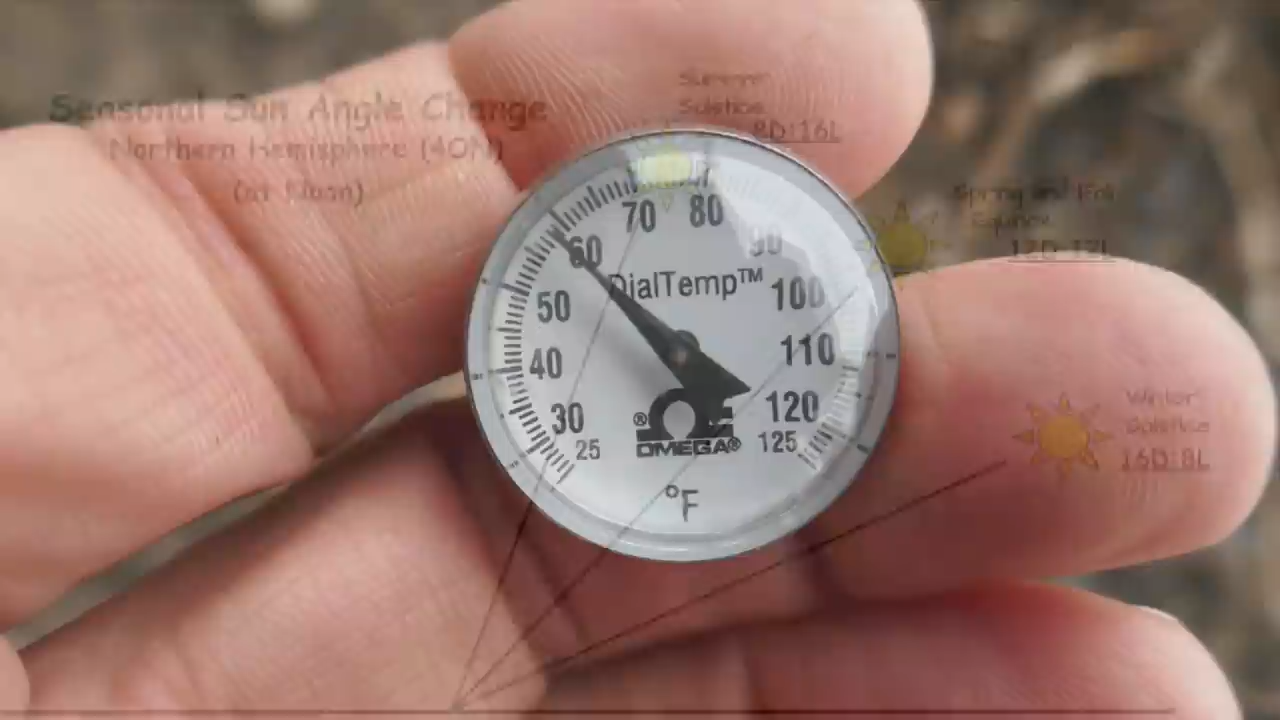 Seasonal Sun Angle Change
Northern Hemisphere (40N)
(at Noon)
Summer
Solstice
8D:16L
Spring and Fall
Equinox
12D:12L
Winter
Solstice
16D:8L
70 80
60 90
DialTemp™
50 100
40 110
30 120
25 125
®
OMEGA®
°F